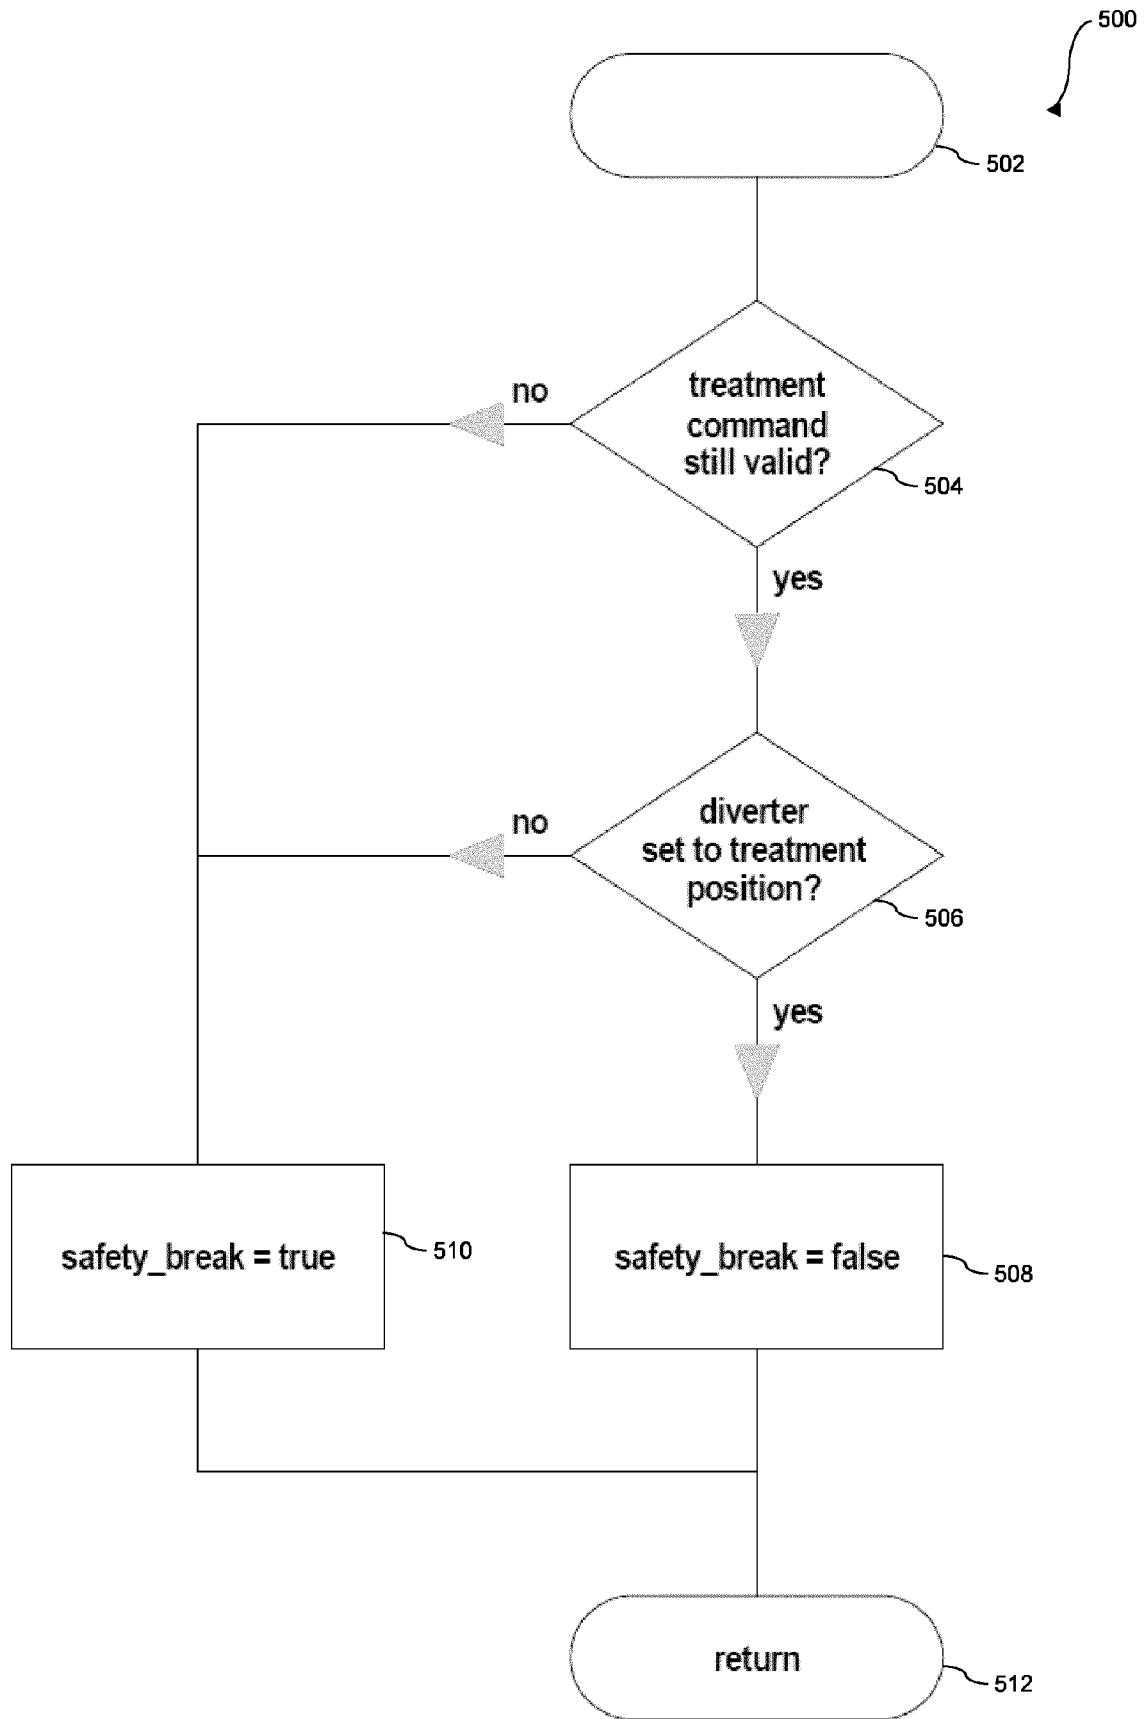 500
502
no
treatment
command
still valid?
504
yes
no
diverter
set to treatment
position?
506
yes
safety_break = true
510
safety_break = false
508
return
512